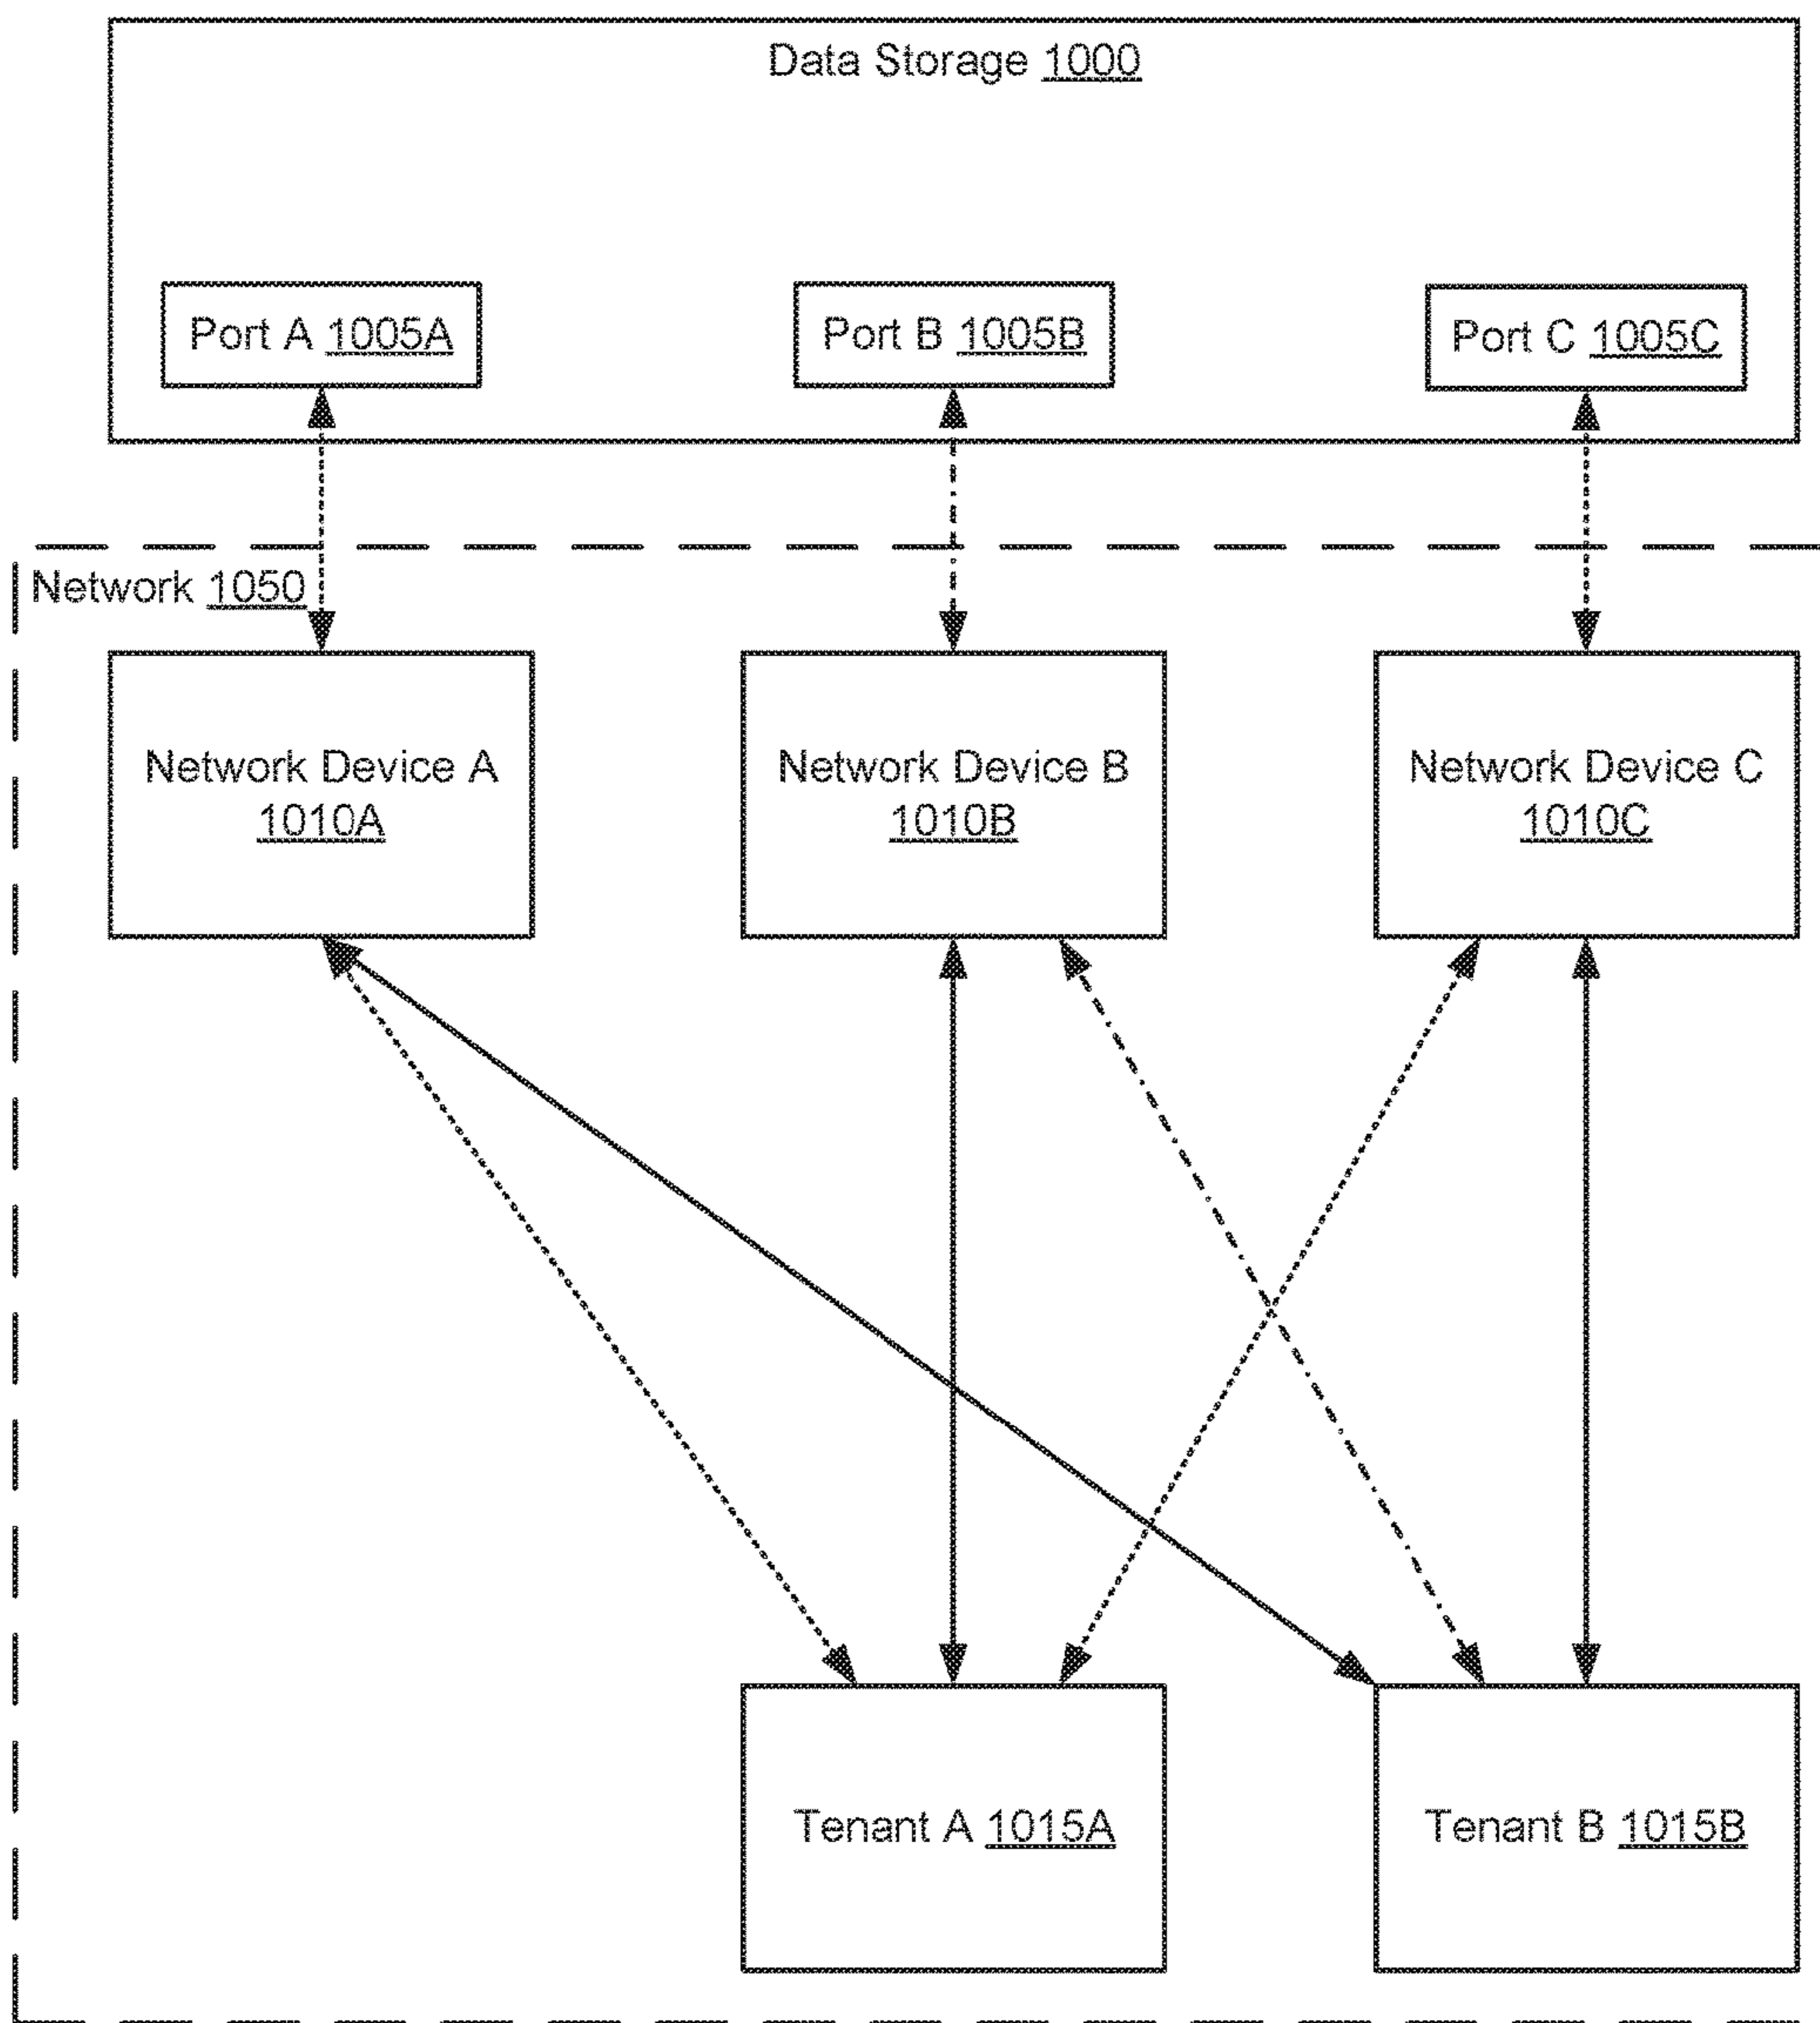 Data Storage 1000
Port A 1005A
Port B 1005B
Port C 1005C
Network 1050
Network Device A
1010A
Network Device B
1010B
Network Device C
1010C
Tenant A 1015A
Tenant B 1015B